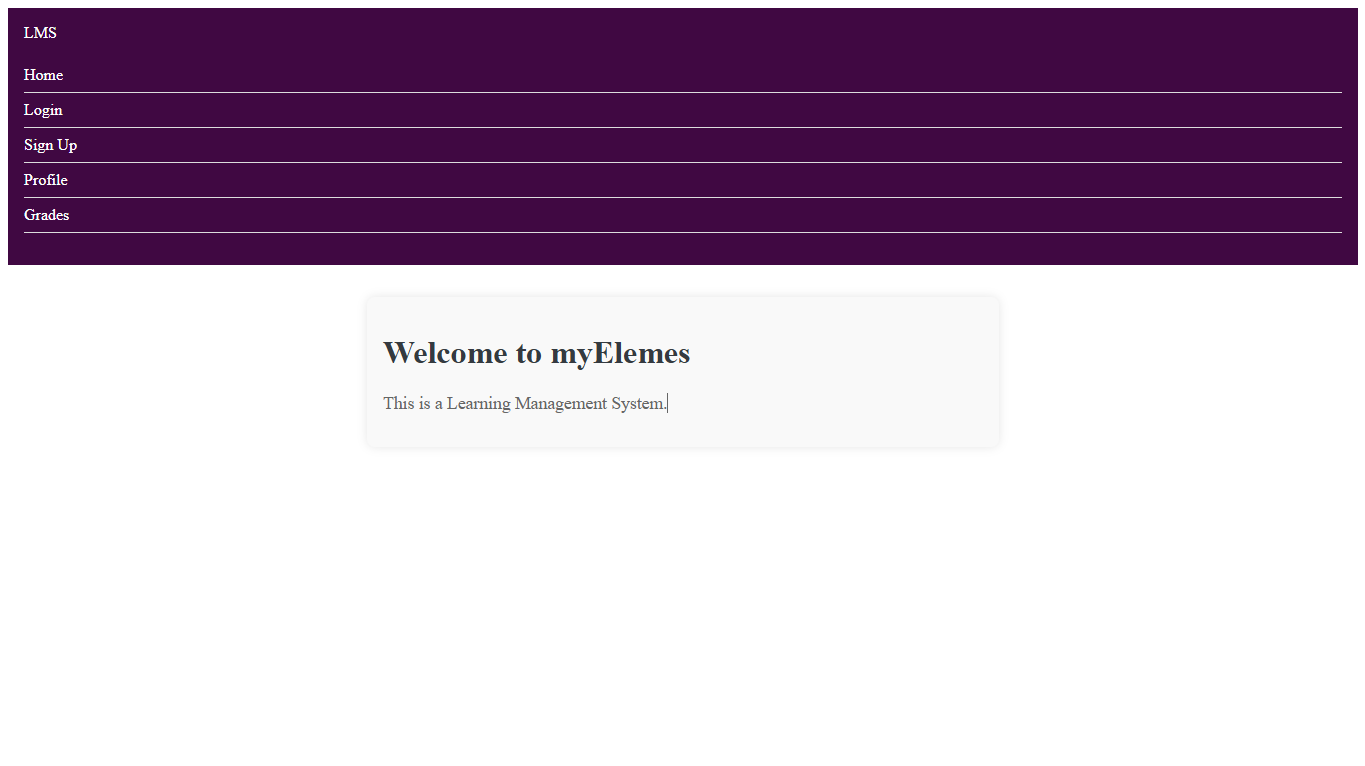 LMS
Home
Login
Sign Up
Profile
Grades
Welcome to myElemes
This is a Learning Management System.